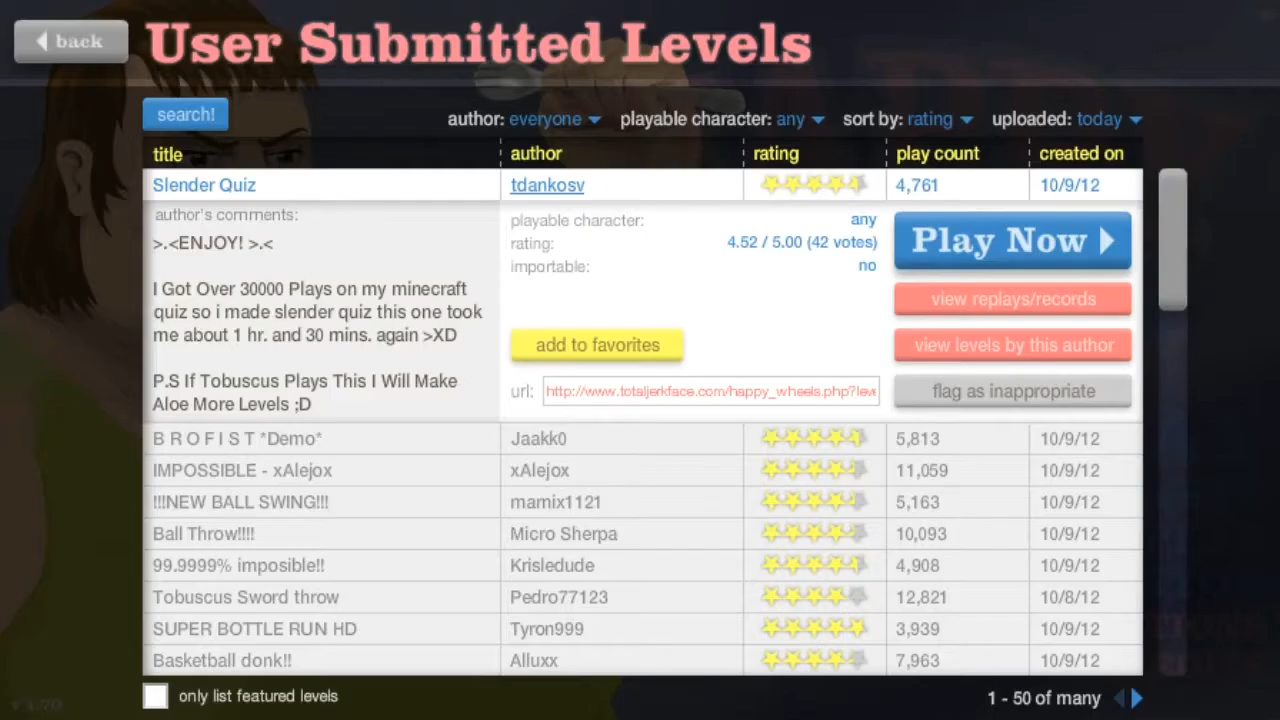 back
User Submitted Levels
search!
author: everyone
playable character: any
sort by: rating
uploaded: today
title
author
rating
play count
created on
Slender Quiz
tdankosv
4,761
10/9/12
author's comments:
>.<ENJOY! >.<
I Got Over 30000 Plays on my minecraft
quiz so i made slender quiz this one took
me about 1 hr. and 30 mins. again >XD
P.S If Tobuscus Plays This I Will Make
Aloe More Levels ;D
playable character: any
rating: 4.52 / 5.00 (42 votes)
importable: no
add to favorites
url: http://www.totaljerkface.com/happy_wheels.php?leve
Play Now
view replays/records
view levels by this author
flag as inappropriate
B R O F I S T *Demo* Jaakk0 5,813 10/9/12
IMPOSSIBLE - xAlejox xAlejox 11,059 10/9/12
!!!NEW BALL SWING!!! mamix1121 5,163 10/9/12
Ball Throw!!!! Micro Sherpa 10,093 10/9/12
99.9999% imposible!! Krisledude 4,908 10/9/12
Tobuscus Sword throw Pedro77123 12,821 10/8/12
SUPER BOTTLE RUN HD Tyron999 3,939 10/9/12
Basketball donk!! Alluxx 7,963 10/9/12
only list featured levels
1 - 50 of many
v 1.70